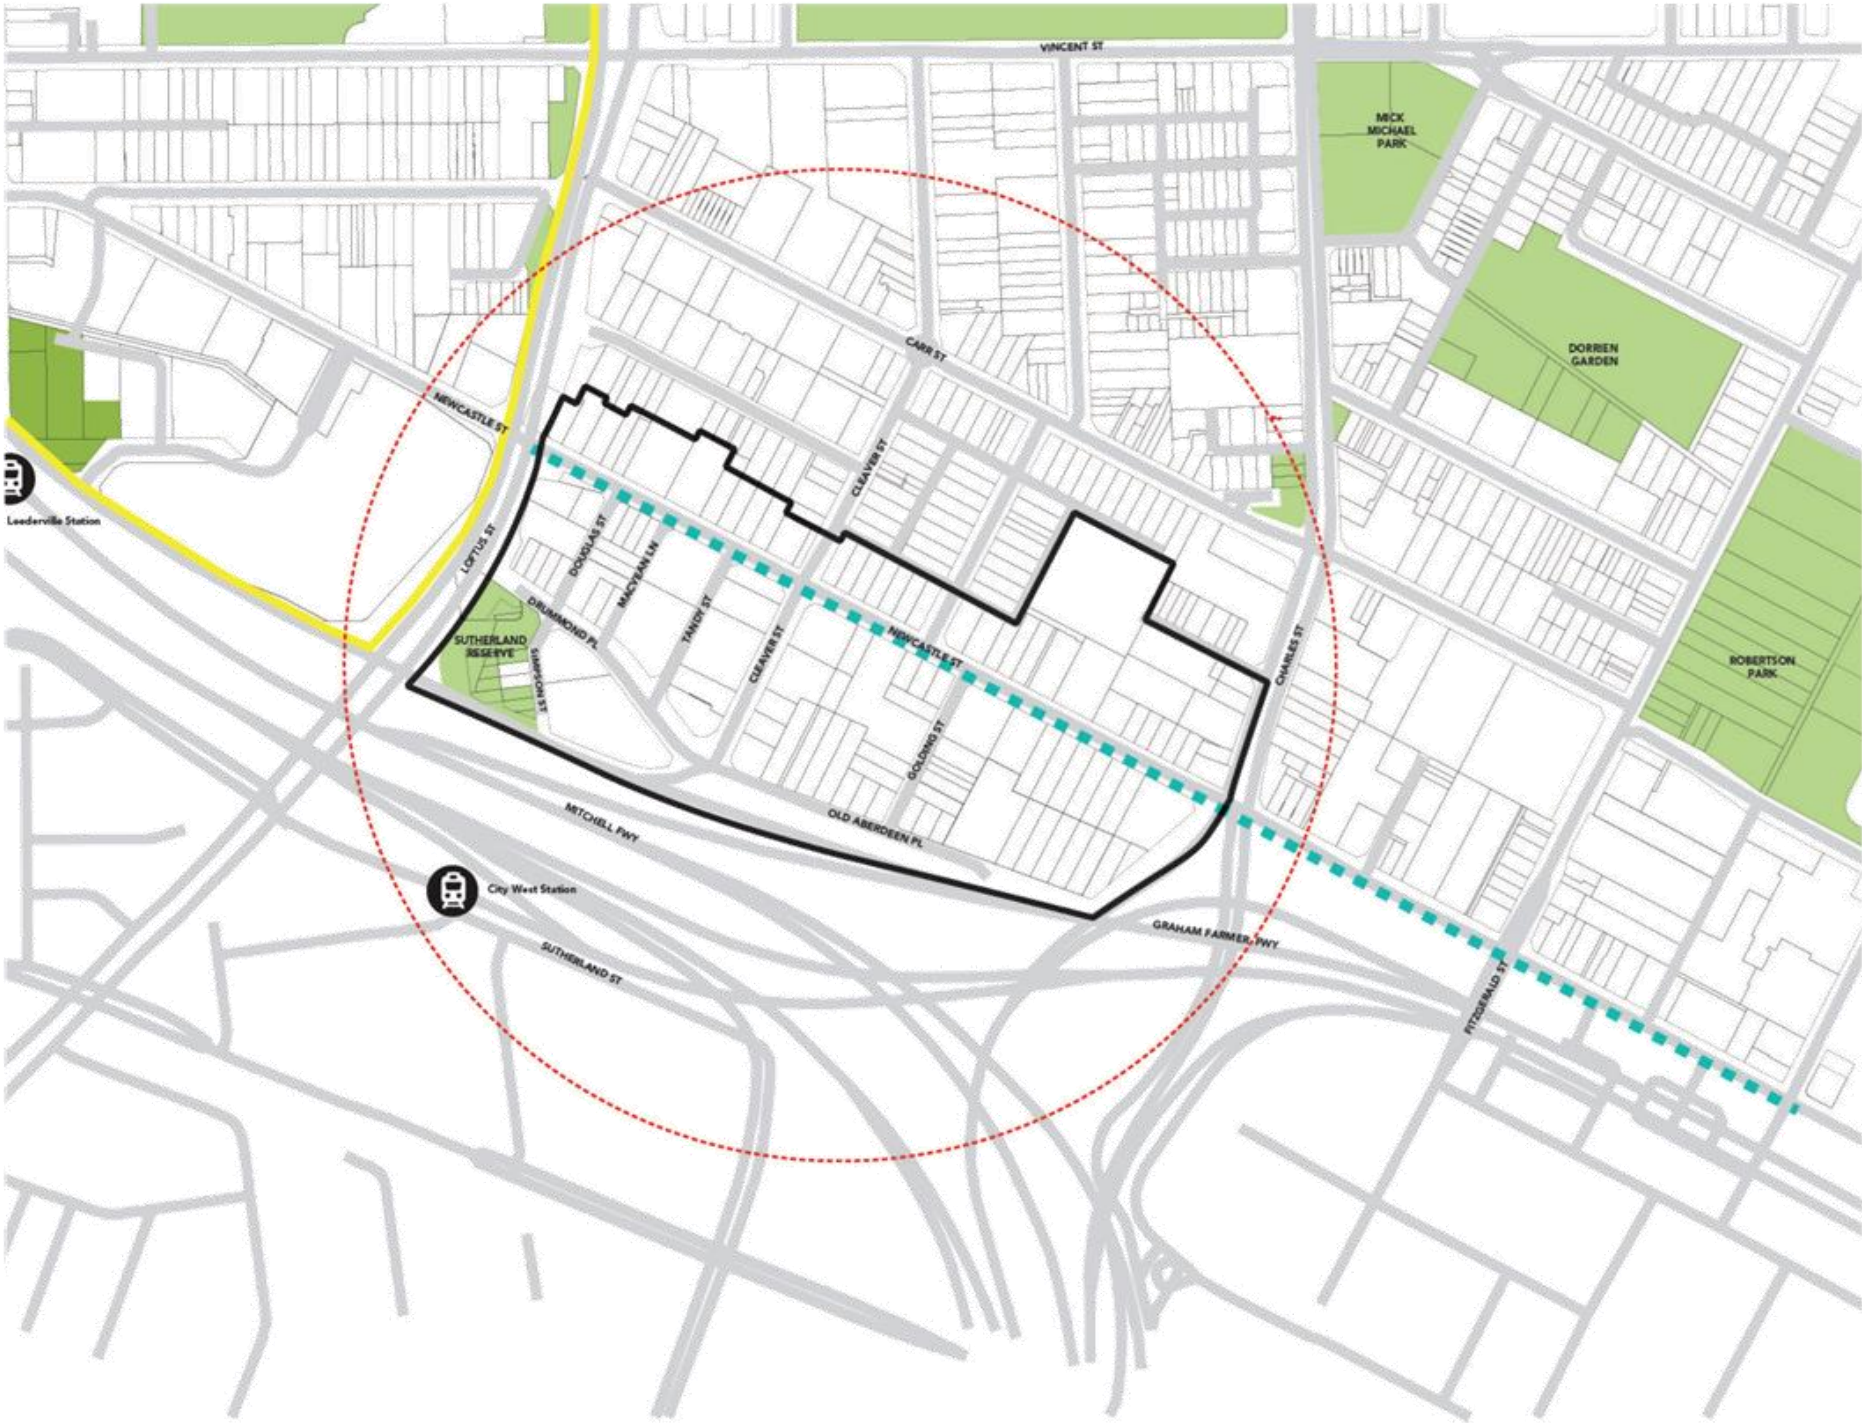 VINCENT ST
MICK
MICHAEL
PARK
CARR ST
DORRIEN
GARDEN
NEWCASTLE ST
CLEAVER ST
Leederville Station
LOFTUS ST
DOUGLAS ST
MACVEAN LN
DRUMMOND PL
TANDY ST
SUTHERLAND
RESERVE
SIMPSON ST
CLEAVER ST
NEWCASTLE ST
CHARLES ST
ROBERTSON
PARK
GOLDING ST
MITCHELL FWY
OLD ABERDEEN PL
City West Station
GRAHAM FARMER FWY
SUTHERLAND ST
FITZGERALD ST